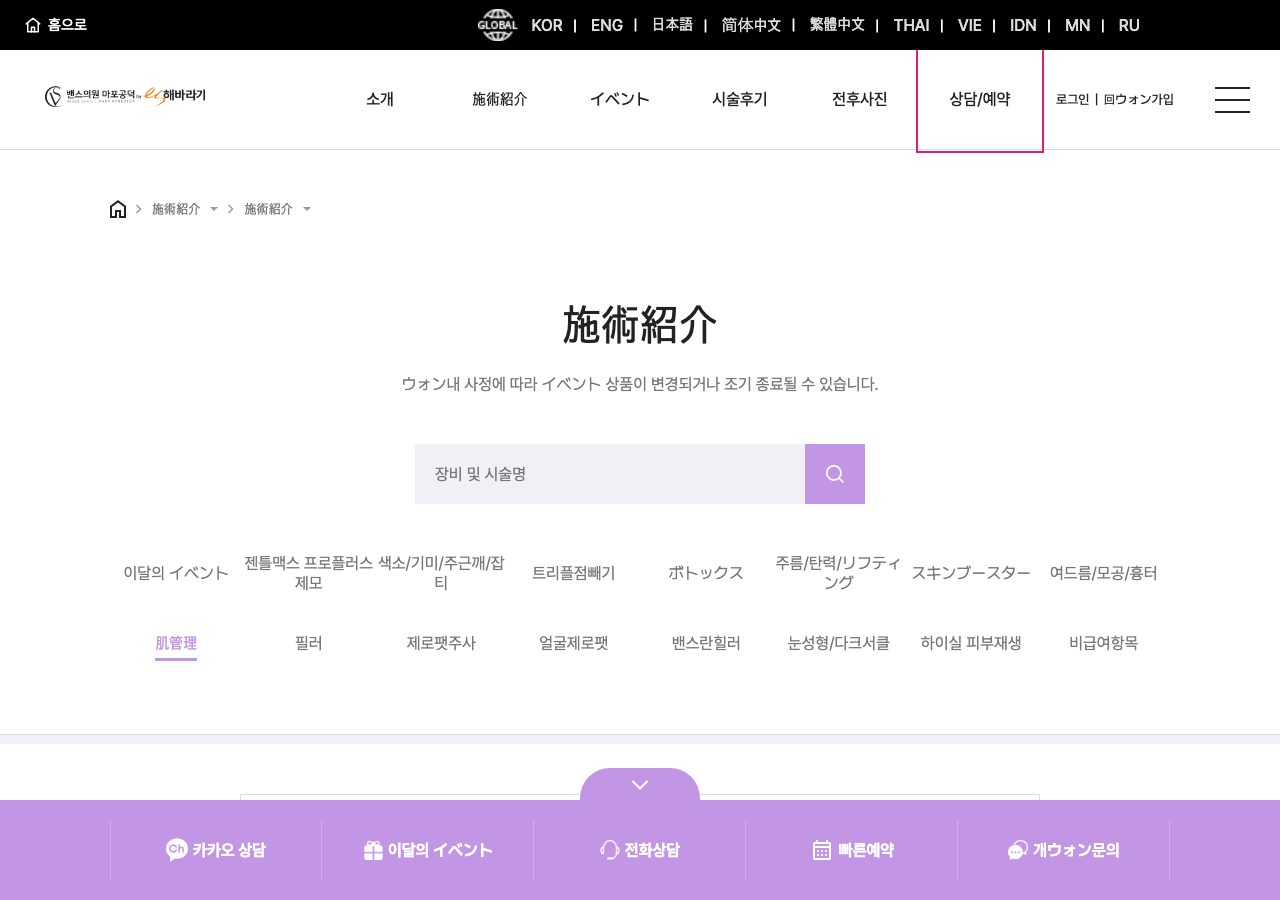 홈으로
GLOBAL KOR | ENG | 日本語 | 简体中文 | 繁體中文 | THAI | VIE | IDN | MN | RU
밴스의원 마포공덕 by 해바라기
소개 施術紹介 イベント 시술후기 전후사진 상담/예약 로그인 | 回ウォン가입
施術紹介 施術紹介
施術紹介
ウォン내 사정에 따라 イベント 상품이 변경되거나 조기 종료될 수 있습니다.
장비 및 시술명
이달의 イベント 젠틀맥스 프로플러스 제모 색소/기미/주근깨/잡티 트리플점빼기 ボトックス 주름/탄력/リフティング スキンブースター 여드름/모공/흉터
肌管理 필러 제로팻주사 얼굴제로팻 밴스란힐러 눈성형/다크서클 하이실 피부재생 비급여항목
Ch 카카오 상담 이달의 イベント 전화상담 빠른예약 개ウォン문의